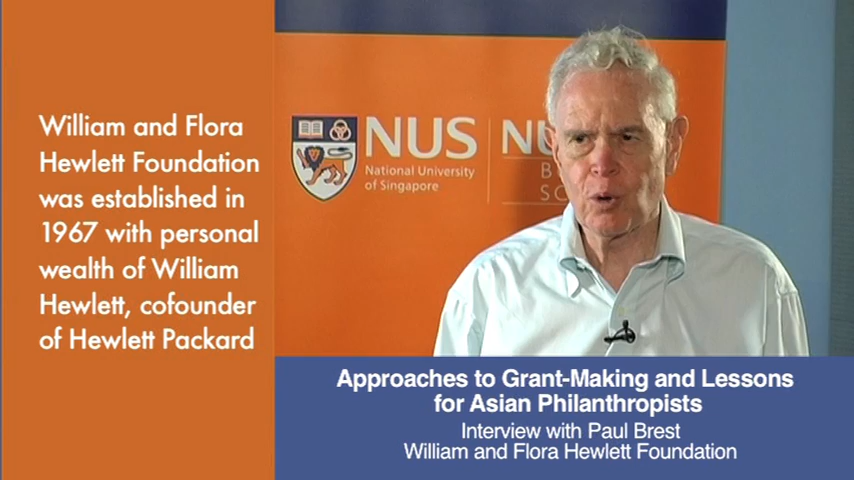 William and Flora
Hewlett Foundation
was established in
1967 with personal
wealth of William
Hewlett, cofounder
of Hewlett Packard
NUS
National University
of Singapore
NU
B
SC
Approaches to Grant-Making and Lessons
for Asian Philanthropists
Interview with Paul Brest
William and Flora Hewlett Foundation